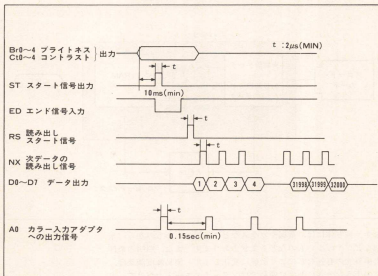 Br0〜4 ブライトネス
Ct0〜4 コントラスト
出力
t :2μs(MIN)
ST スタート信号出力
t
10ms(min)
ED エンド信号入力
RS 読み出し
スタート信号
t
NX 次データの
読み出し信号
t
D0〜D7 データ出力
1 2 3 4 31998 31999 32000
A0 カラー入力アダプタ
への出力信号
t
0.15sec(min)